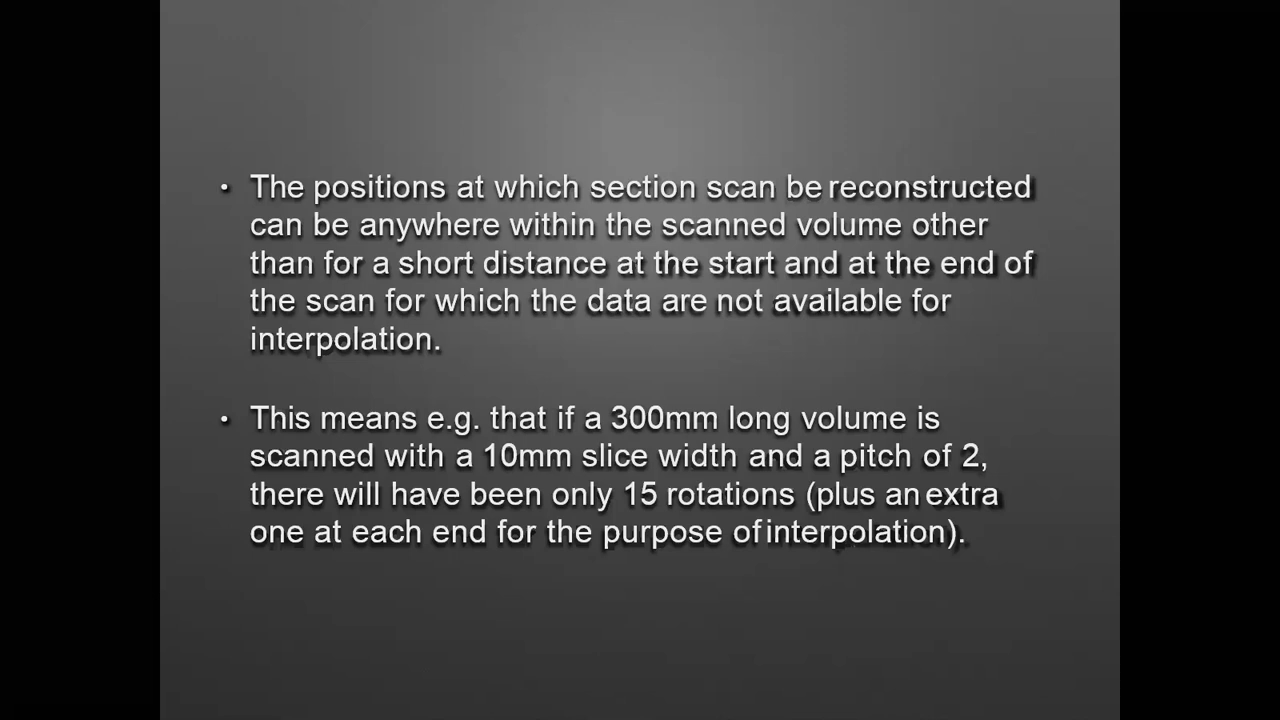 • The positions at which section scan be reconstructed
can be anywhere within the scanned volume other
than for a short distance at the start and at the end of
the scan for which the data are not available for
interpolation.
• This means e.g. that if a 300mm long volume is
scanned with a 10mm slice width and a pitch of 2,
there will have been only 15 rotations (plus an extra
one at each end for the purpose of interpolation).